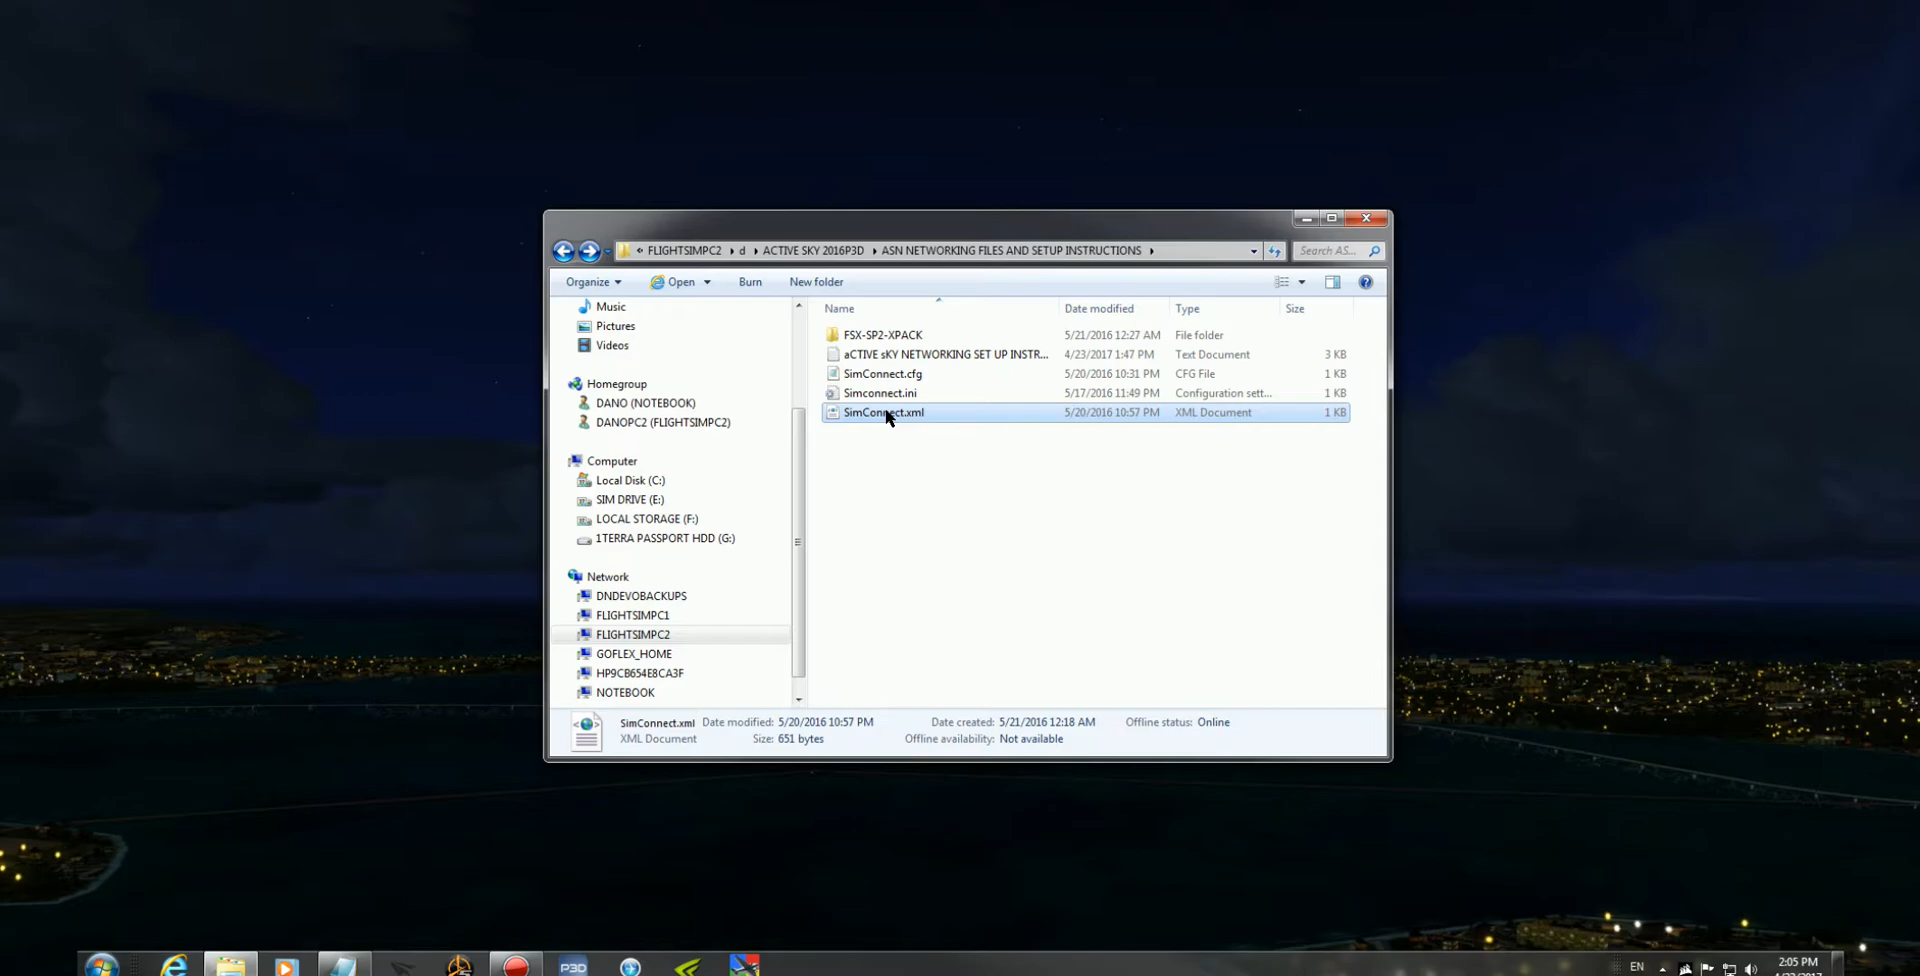 « FLIGHTSIMPC2 ▸ d ▸ ACTIVE SKY 2016P3D ▸ ASN NETWORKING FILES AND SETUP INSTRUCTIONS ▸
Search AS...
Organize Open Burn New folder
Music
Pictures
Videos
Homegroup
DANO (NOTEBOOK)
DANOPC2 (FLIGHTSIMPC2)
Computer
Local Disk (C:)
SIM DRIVE (E:)
LOCAL STORAGE (F:)
1TERRA PASSPORT HDD (G:)
Network
DNDEVOBACKUPS
FLIGHTSIMPC1
FLIGHTSIMPC2
GOFLEX_HOME
HP9CB654E8CA3F
NOTEBOOK
Name Date modified Type Size
FSX-SP2-XPACK 5/21/2016 12:27 AM File folder
aCTIVE sKY NETWORKING SET UP INSTR... 4/23/2017 1:47 PM Text Document 3 KB
SimConnect.cfg 5/20/2016 10:31 PM CFG File 1 KB
Simconnect.ini 5/17/2016 11:49 PM Configuration sett... 1 KB
SimConnect.xml 5/20/2016 10:57 PM XML Document 1 KB
SimConnect.xml Date modified: 5/20/2016 10:57 PM Date created: 5/21/2016 12:18 AM Offline status: Online
XML Document Size: 651 bytes Offline availability: Not available
P3D
EN
2:05 PM